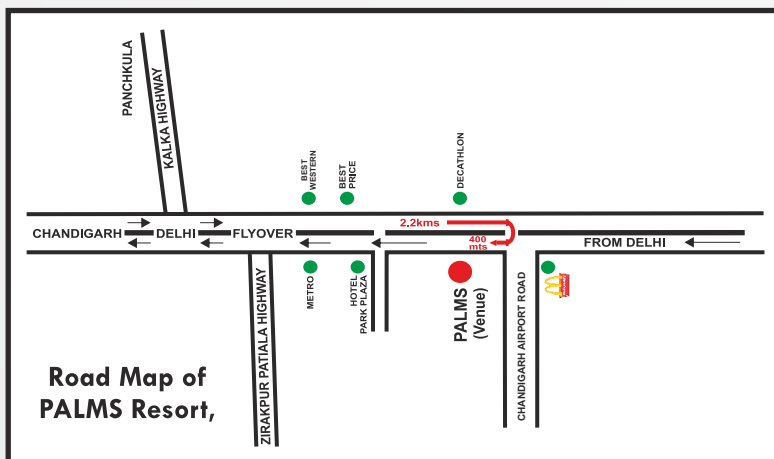 PANCHKULA
KALKA HIGHWAY
BEST
WESTERN
BEST
PRICE
DECATHLON
2.2kms
CHANDIGARH
DELHI
FLYOVER
400
mts
FROM DELHI
METRO
HOTEL
PARK PLAZA
PALMS
(Venue)
CHANDIGARH AIRPORT ROAD
ZIRAKPUR PATIALA HIGHWAY
Road Map of
PALMS Resort,